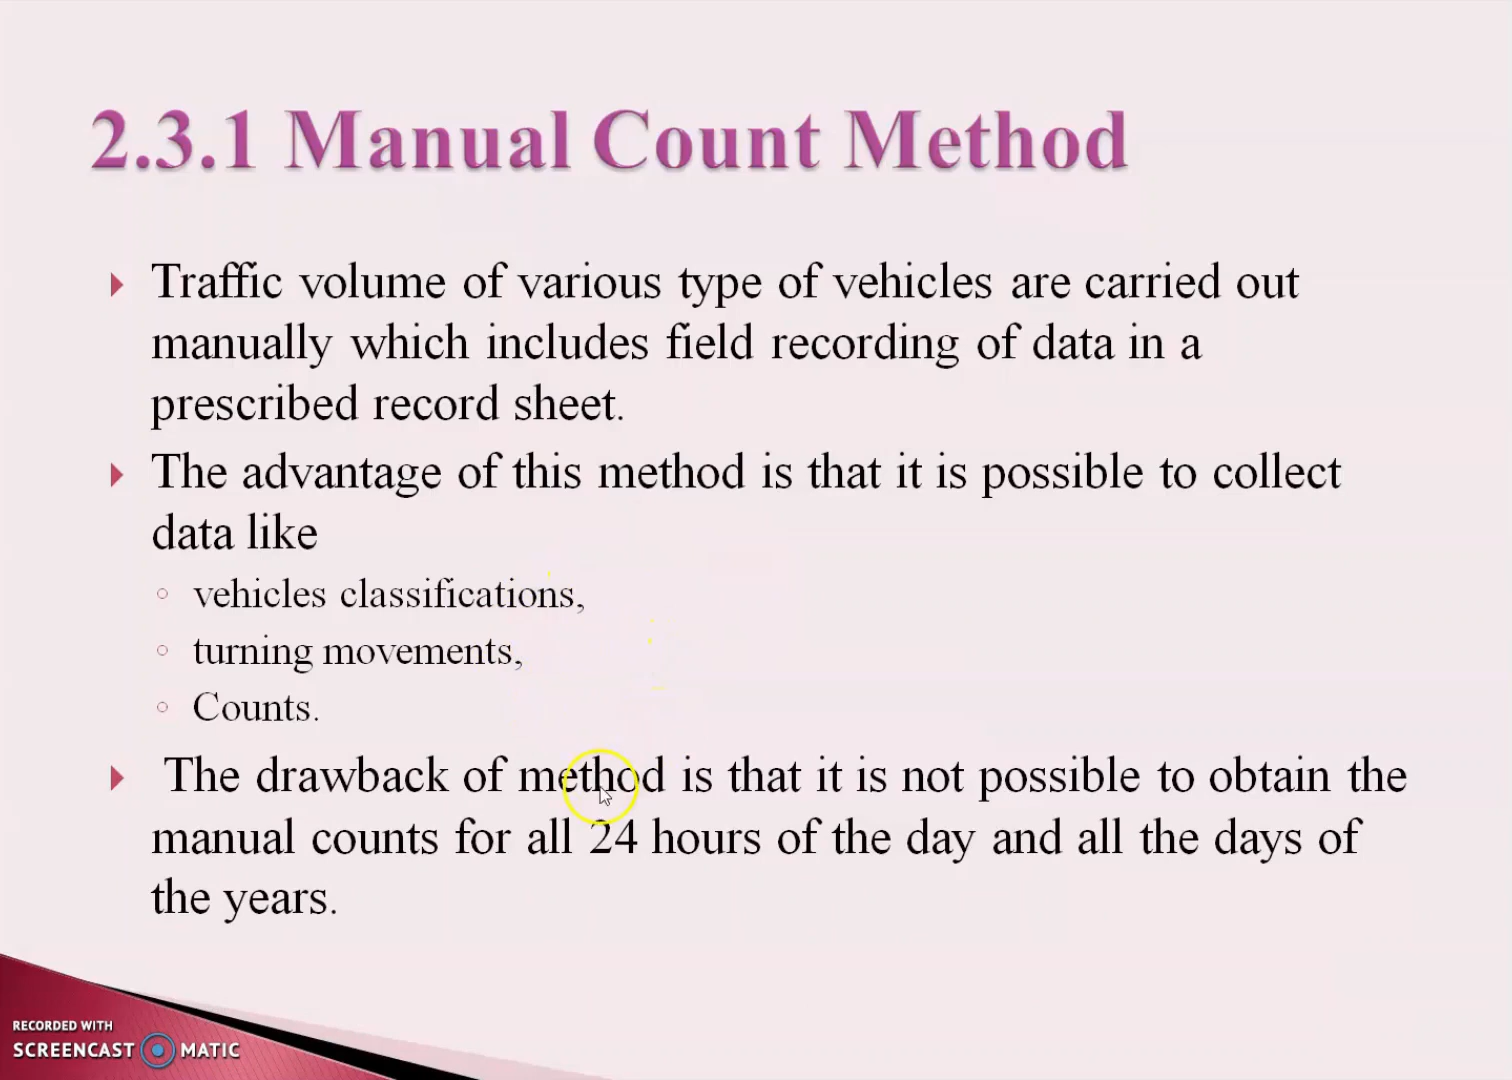 2.3.1 Manual Count Method
Traffic volume of various type of vehicles are carried out
manually which includes field recording of data in a
prescribed record sheet.
The advantage of this method is that it is possible to collect
data like
vehicles classifications,
turning movements,
Counts.
The drawback of method is that it is not possible to obtain the
manual counts for all 24 hours of the day and all the days of
the years.
RECORDED WITH
SCREENCAST MATIC